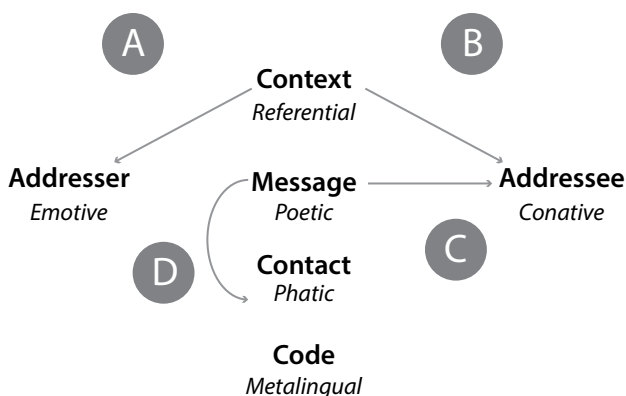 A
B
Context
Referential
Addresser
Message
Addressee
Emotive
Poetic
Conative
D
Contact
C
Phatic
Code
Metalingual